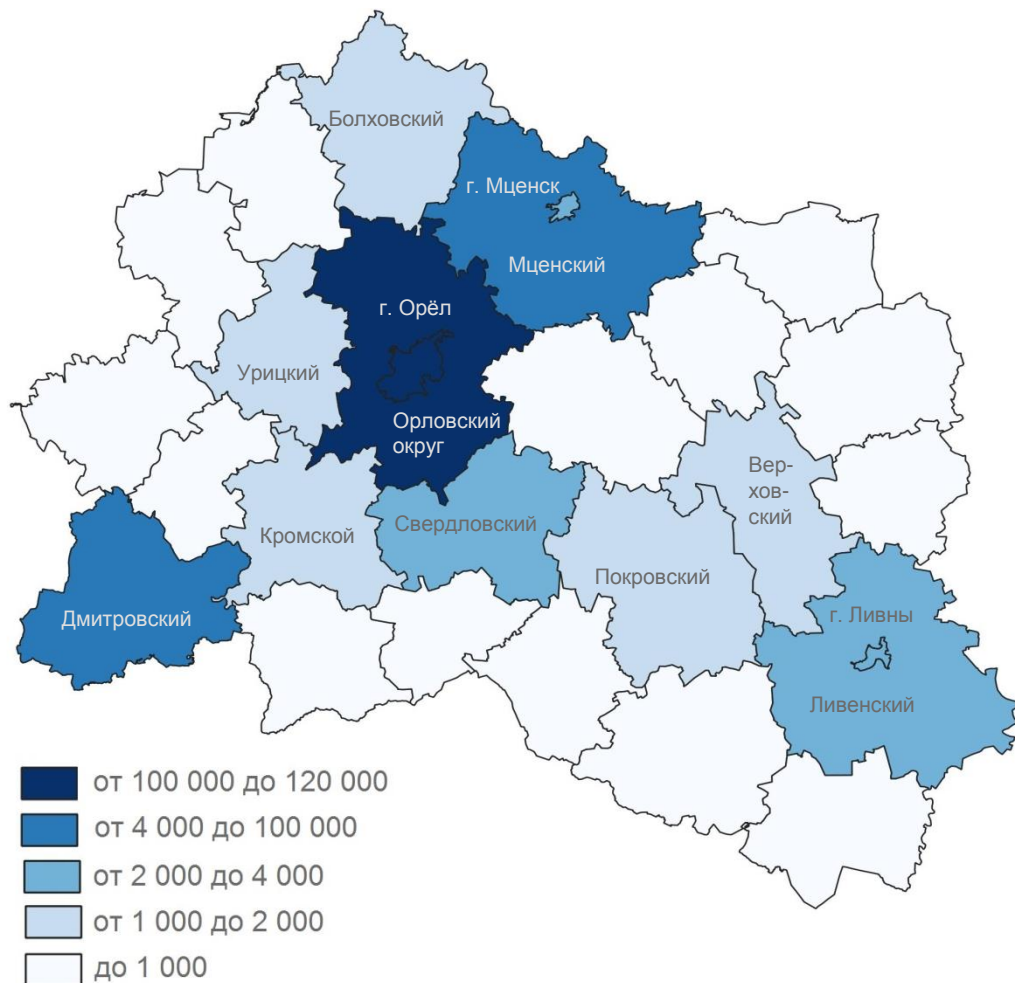 Болховский
г. Мценск
Мценский
г. Орёл
Урицкий
Орловский
округ
Вер-
хов-
ский
Свердловский
Кромской
Покровский
Дмитровский
г. Ливны
Ливенский
от 100 000 до 120 000
от 4 000 до 100 000
от 2 000 до 4 000
от 1 000 до 2 000
до 1 000